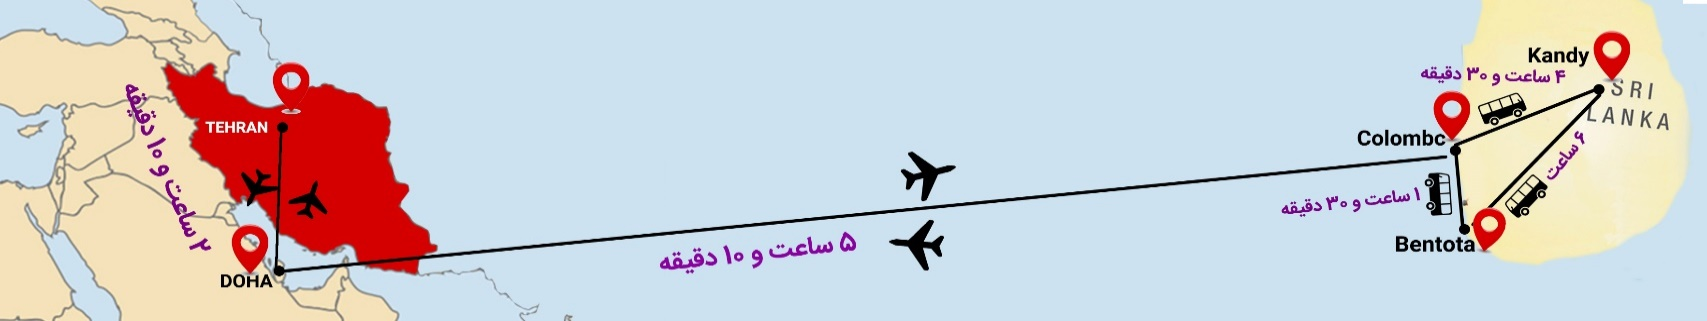 TEHRAN
۲ ساعت و ۱۰ دقیقه
DOHA
۵ ساعت و ۱۰ دقیقه
Kandy
۴ ساعت و ۳۰ دقیقه
SRI
LANKA
Colombc
۶ ساعت
۱ ساعت و ۳۰ دقیقه
Bentota